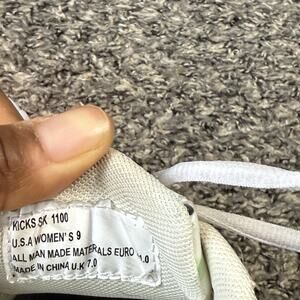 KICKS SK 1100
U.S.A WOMEN'S 9
ALL MAN MADE MATERIALS EURO
MADE IN CHINA U.K 7.0